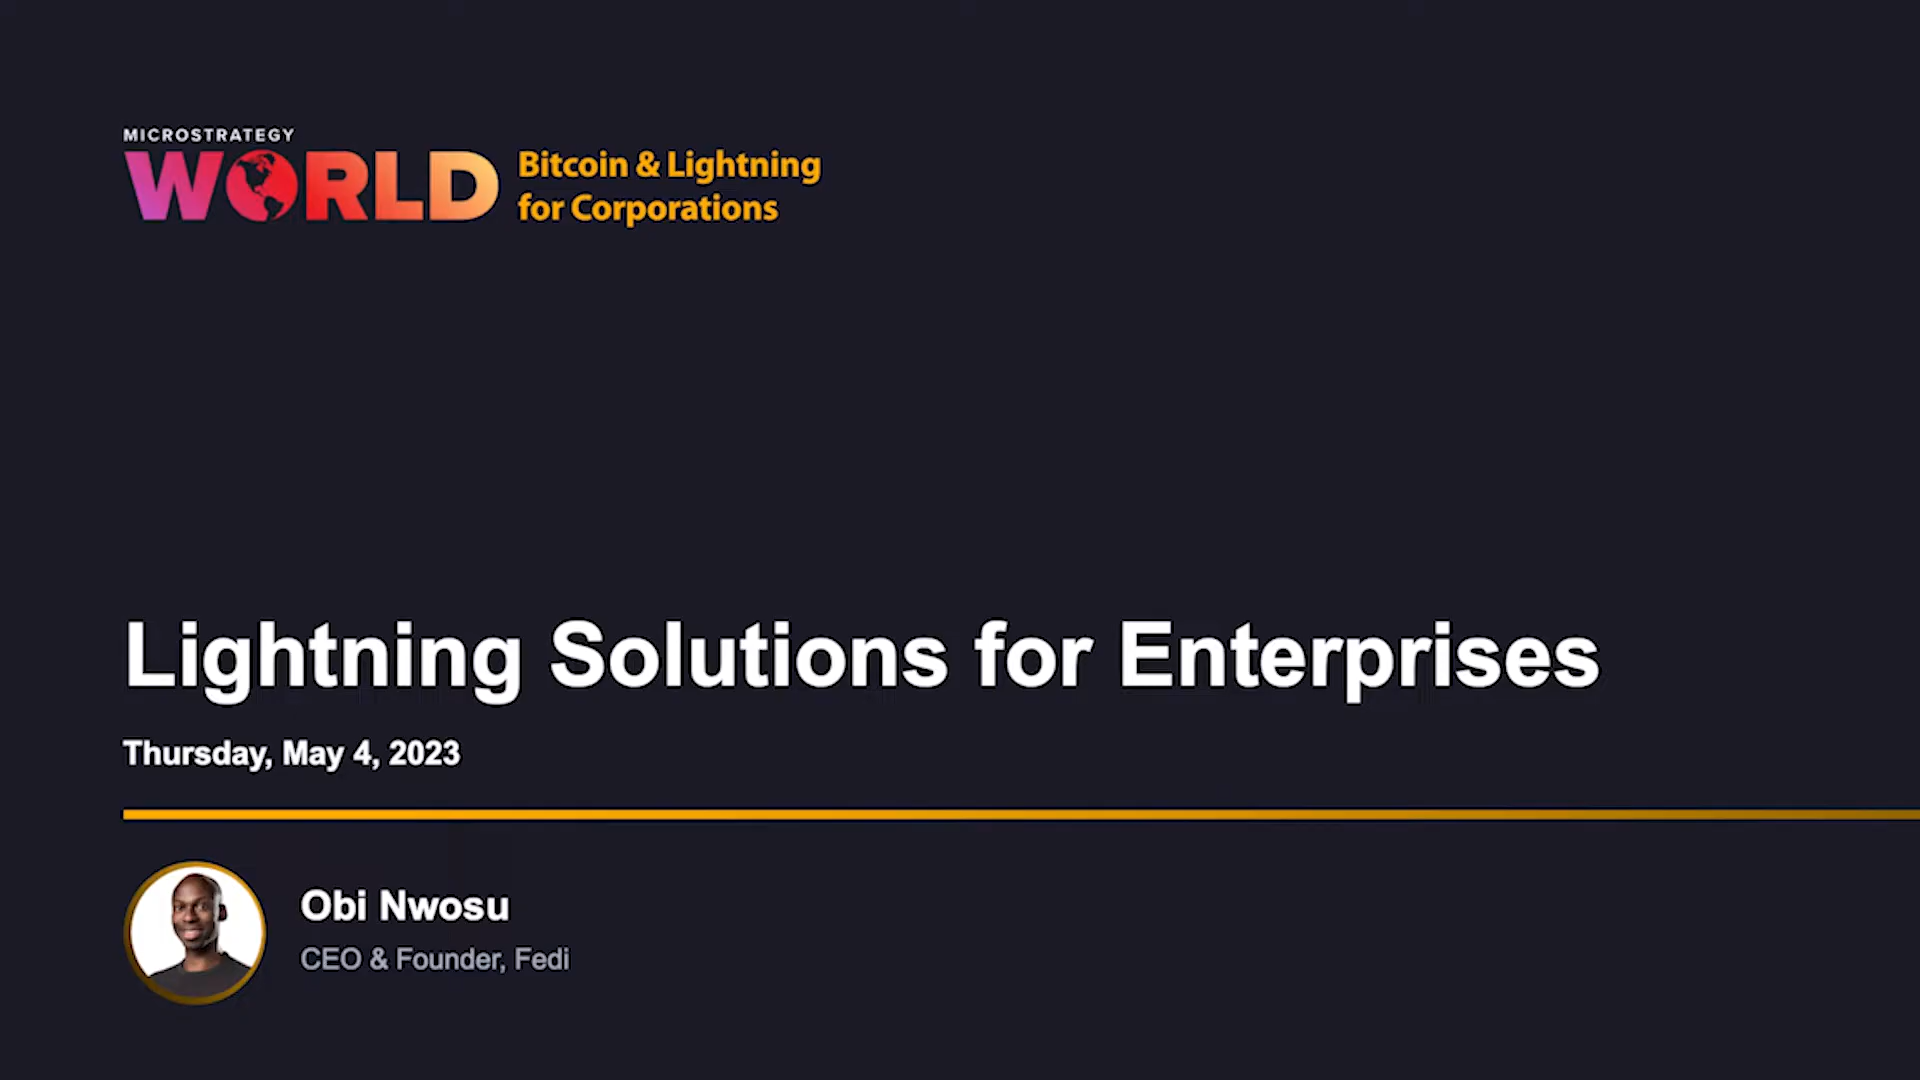 MICROSTRATEGY
WORLD
Bitcoin & Lightning
for Corporations
Lightning Solutions for Enterprises
Thursday, May 4, 2023
Obi Nwosu
CEO & Founder, Fedi